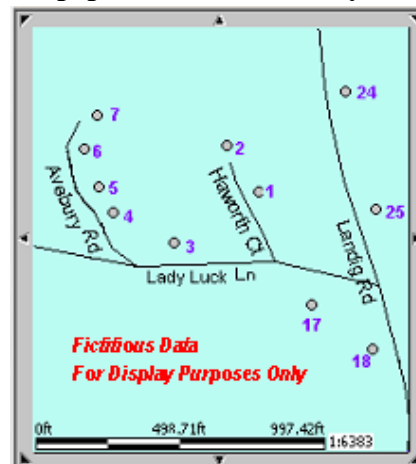 24
7
6
2
5
1
4
25
3
Avebury Rd
Haworth Ct
Landig Rd
Lady Luck Ln
17
18
Fictitious Data
For Display Purposes Only
0ft 498.71ft 997.42ft
1:6383